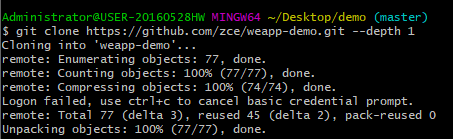 Administrator@USER-20160528HW MINGW64 ~/Desktop/demo (master)
$ git clone https://github.com/zce/weapp-demo.git --depth 1
Cloning into 'weapp-demo'...
remote: Enumerating objects: 77, done.
remote: Counting objects: 100% (77/77), done.
remote: Compressing objects: 100% (74/74), done.
Logon failed, use ctrl+c to cancel basic credential prompt.
remote: Total 77 (delta 3), reused 45 (delta 2), pack-reused 0
Unpacking objects: 100% (77/77), done.